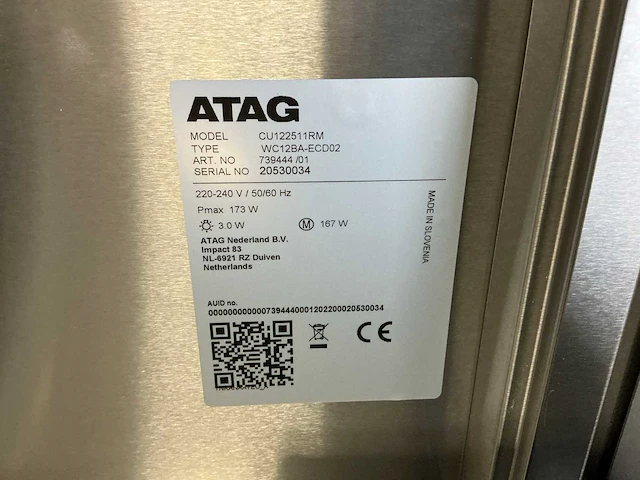 ATAG
MODEL CU122511RM
TYPE WC12BA-ECD02
ART. NO 739444 /01
SERIAL NO 20530034
220-240 V / 50/60 Hz
Pmax 173 W
3.0 W M 167 W
ATAG Nederland B.V.
Impact 83
NL-6921 RZ Duiven
Netherlands
MADE IN SLOVENIA
AUID no.
0000000000007394440001202200020530034
CE